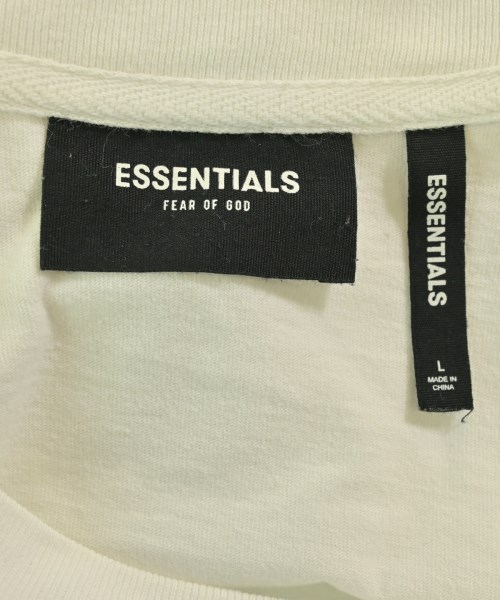 ESSENTIALS
FEAR OF GOD
ESSENTIALS
L
MADE IN
CHINA